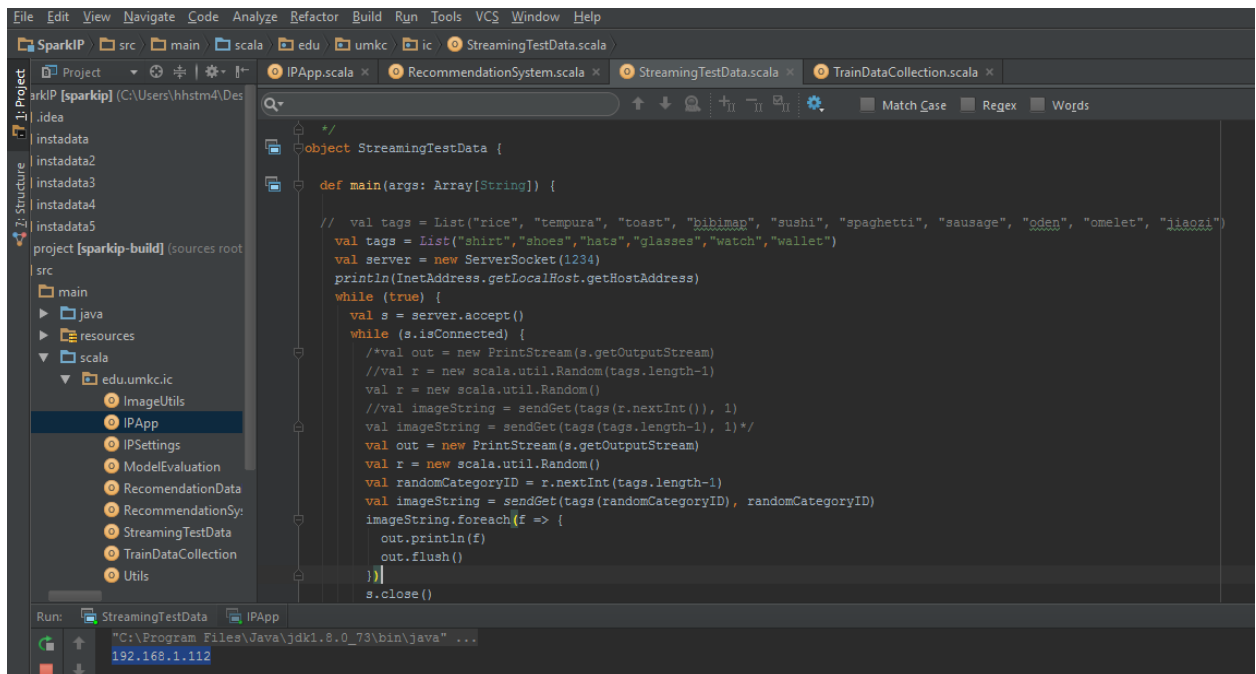 File Edit View Navigate Code Analyze Refactor Build Run Tools VCS Window Help
SparkIP src main scala edu umkc ic StreamingTestData.scala
1: Project
7: Structure
Project
arkIP [sparkip] (C:\Users\hhstm4\Des
.idea
instadata
instadata2
instadata3
instadata4
instadata5
project [sparkip-build] (sources root
src
main
java
resources
scala
edu.umkc.ic
ImageUtils
IPApp
IPSettings
ModelEvaluation
RecomendationData
RecommendationSy
StreamingTestData
TrainDataCollection
Utils
IPApp.scala RecommendationSystem.scala StreamingTestData.scala TrainDataCollection.scala
Match Case Regex Words
*/
object StreamingTestData {
def main(args: Array[String]) {
// val tags = List("rice", "tempura", "toast", "bibimap", "sushi", "spaghetti", "sausage", "oden", "omelet", "jiaozi")
val tags = List("shirt","shoes","hats","glasses","watch","wallet")
val server = new ServerSocket(1234)
println(InetAddress.getLocalHost.getHostAddress)
while (true) {
val s = server.accept()
while (s.isConnected) {
/*val out = new PrintStream(s.getOutputStream)
//val r = new scala.util.Random(tags.length-1)
val r = new scala.util.Random()
//val imageString = sendGet(tags(r.nextInt()), 1)
val imageString = sendGet(tags(tags.length-1), 1)*/
val out = new PrintStream(s.getOutputStream)
val r = new scala.util.Random()
val randomCategoryID = r.nextInt(tags.length-1)
val imageString = sendGet(tags(randomCategoryID), randomCategoryID)
imageString.foreach(f => {
out.println(f)
out.flush()
})
s.close()
Run: StreamingTestData IPApp
"C:\Program Files\Java\jdk1.8.0_73\bin\java" ...
192.168.1.112